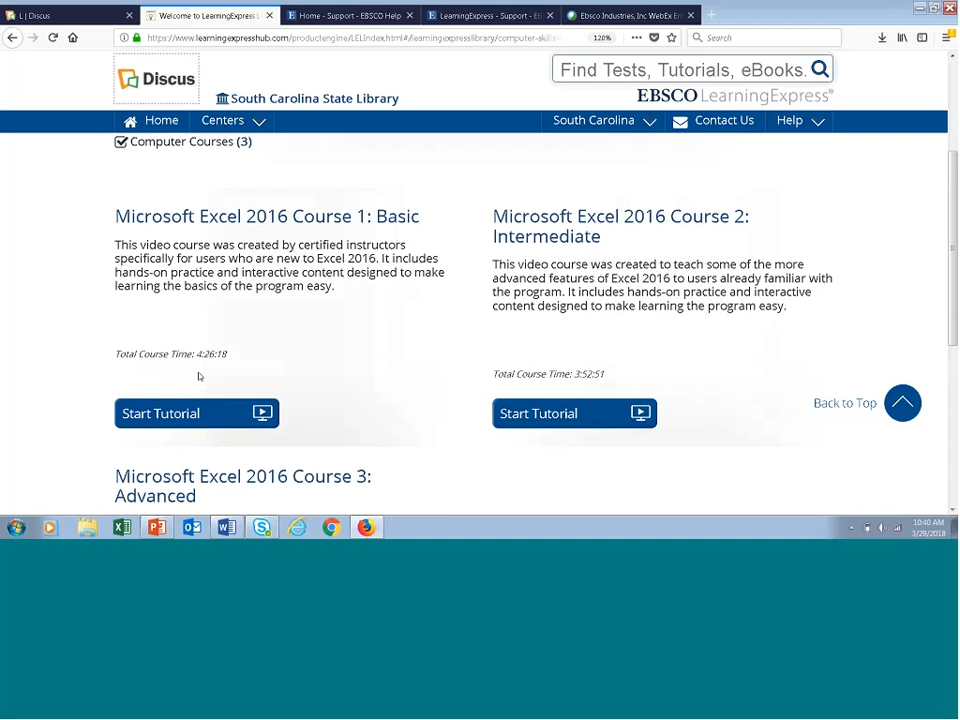 L | Discus
Welcome to LearningExpress L
Home - Support - EBSCO Help
LearningExpress - Support - EB
Ebsco Industries, Inc WebEx En
https://www.learningexpresshub.com/productengine/LELIndex.html#/learningexpresslibrary/computer-skills-
120%
Search
Discus
South Carolina State Library
Find Tests, Tutorials, eBooks.
EBSCO LearningExpress®
Home
Centers
South Carolina
Contact Us
Help
Computer Courses (3)
Microsoft Excel 2016 Course 1: Basic
This video course was created by certified instructors
specifically for users who are new to Excel 2016. It includes
hands-on practice and interactive content designed to make
learning the basics of the program easy.
Total Course Time: 4:26:18
Start Tutorial
Microsoft Excel 2016 Course 2:
Intermediate
This video course was created to teach some of the more
advanced features of Excel 2016 to users already familiar with
the program. It includes hands-on practice and interactive
content designed to make learning the program easy.
Total Course Time: 3:52:51
Start Tutorial
Back to Top
Microsoft Excel 2016 Course 3:
Advanced
10:40 AM
3/29/2018